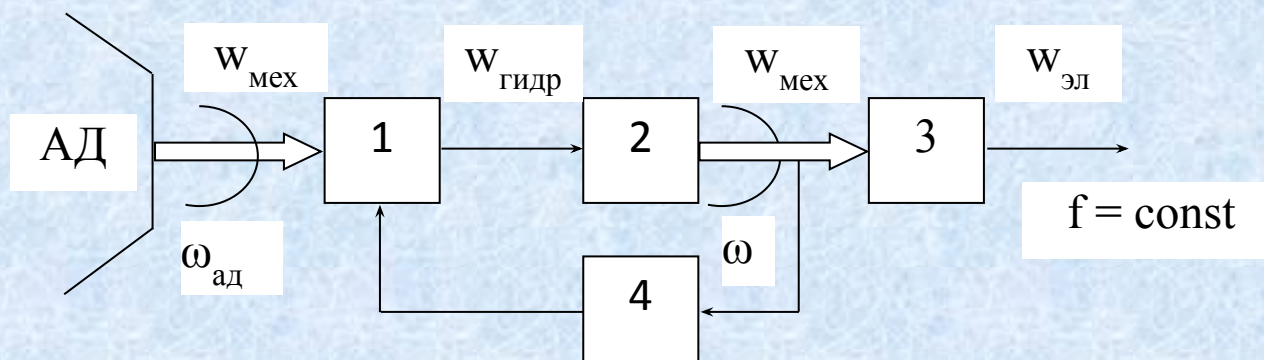 wмех
wгидр
wмех
wэл
АД
1
2
3
f = const
ωад
ω
4